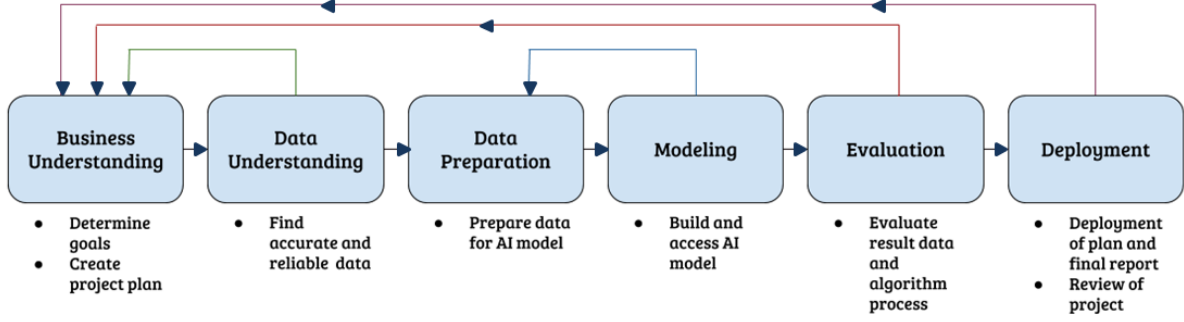 Business
Understanding
Data
Understanding
Data
Preparation
Modeling
Evaluation
Deployment
● Determine
goals
● Create
project plan
● Find
accurate and
reliable data
● Prepare data
for AI model
● Build and
access AI
model
● Evaluate
result data
and
algorithm
process
● Deployment
of plan and
final report
● Review of
project